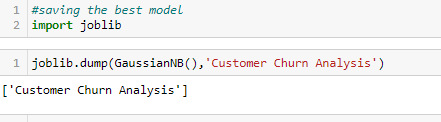 1 #saving the best model
2 import joblib
1 joblib.dump(GaussianNB(),'Customer Churn Analysis')
['Customer Churn Analysis']